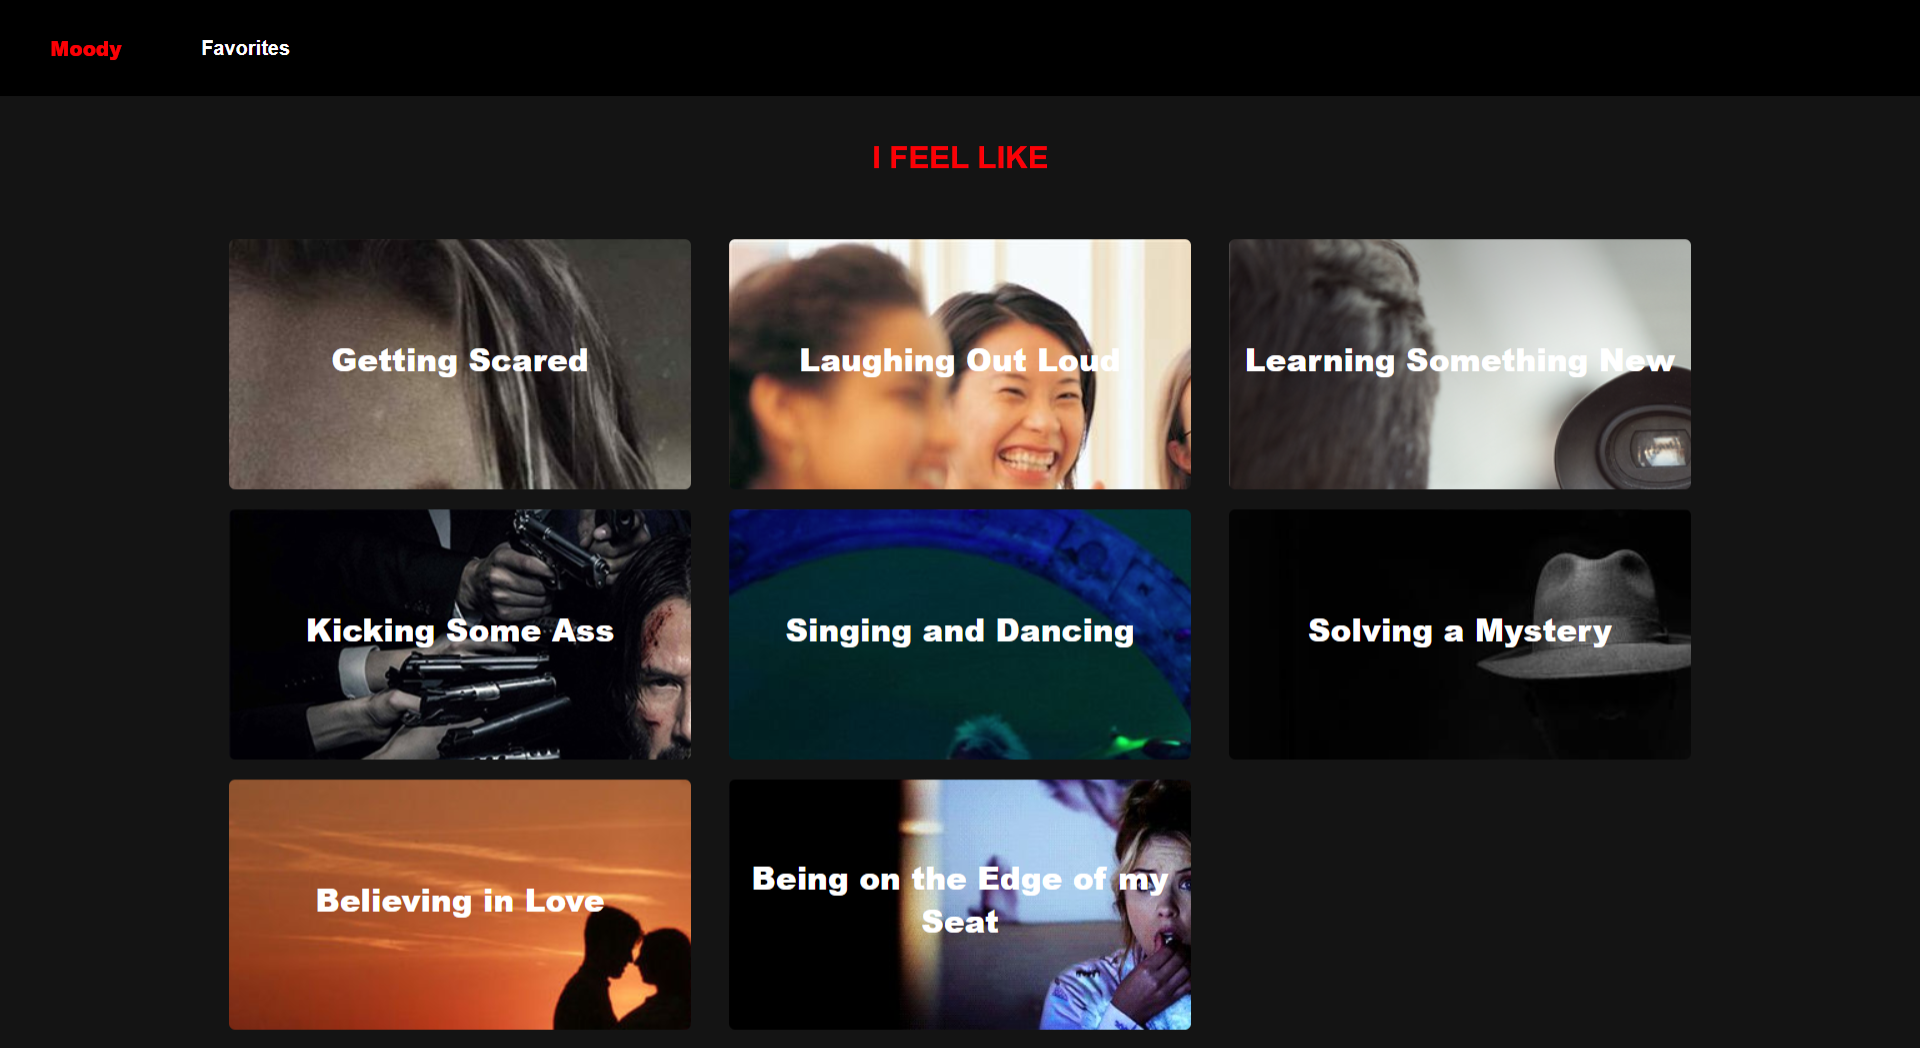 Moody
Favorites
I FEEL LIKE
Getting Scared
Laughing Out Loud
Learning Something New
Kicking Some Ass
Singing and Dancing
Solving a Mystery
Believing in Love
Being on the Edge of my
Seat